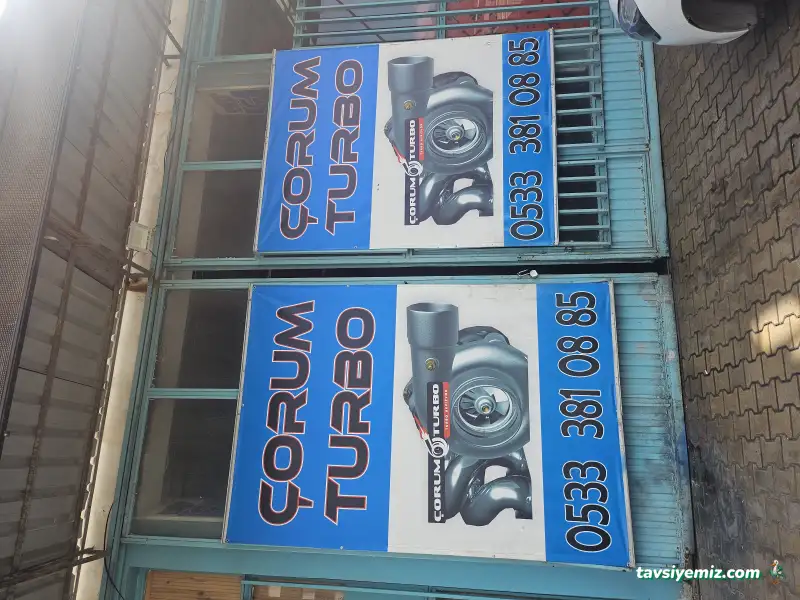 ÇORUM
TURBO
ÇORUM TURBO
0533 381 08 85
ÇORUM
TURBO
ÇORUM TURBO
0533 381 08 85
tavsiyemiz.com